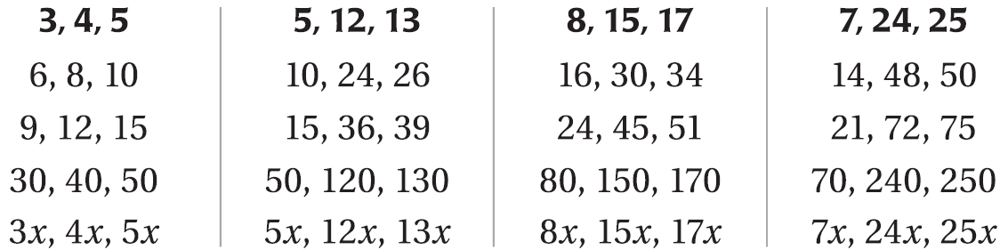 3, 4, 5 5, 12, 13 8, 15, 17 7, 24, 25
6, 8, 10 10, 24, 26 16, 30, 34 14, 48, 50
9, 12, 15 15, 36, 39 24, 45, 51 21, 72, 75
30, 40, 50 50, 120, 130 80, 150, 170 70, 240, 250
3x, 4x, 5x 5x, 12x, 13x 8x, 15x, 17x 7x, 24x, 25x